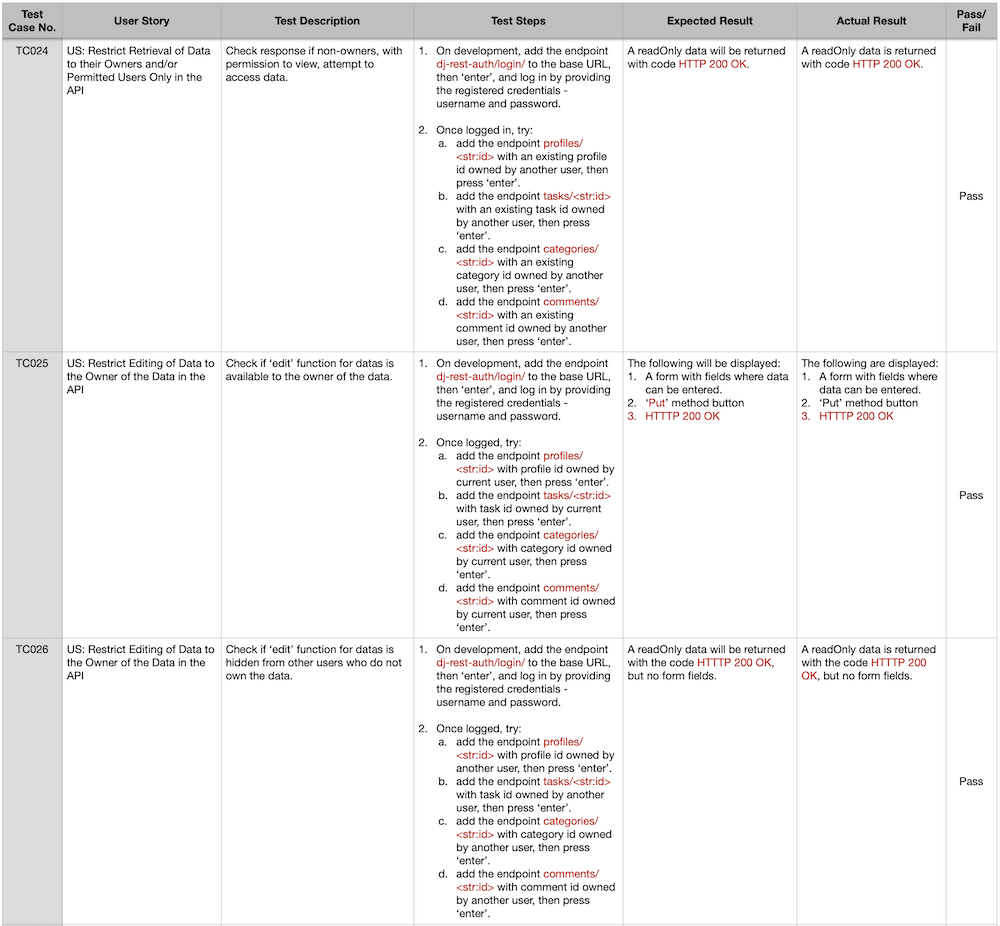 Test Case No.
User Story
Test Description
Test Steps
Expected Result
Actual Result
Pass/
Fail
TC024
US: Restrict Retrieval of Data
to their Owners and/or
Permitted Users Only in the
API
Check response if non-owners, with
permission to view, attempt to
access data.
1. On development, add the endpoint
dj-rest-auth/login/ to the base URL,
then ‘enter’, and log in by providing
the registered credentials -
username and password.
2. Once logged in, try:
a. add the endpoint profiles/
<str:id> with an existing profile
id owned by another user, then
press ‘enter’.
b. add the endpoint tasks/<str:id>
with an existing task id owned
by another user, then press
‘enter’.
c. add the endpoint categories/
<str:id> with an existing
category id owned by another
user, then press ‘enter’.
d. add the endpoint comments/
<str:id> with an existing
comment id owned by another
user, then press ‘enter’.
A readOnly data will be returned
with code HTTP 200 OK.
A readOnly data is returned
with code HTTP 200 OK.
Pass
TC025
US: Restrict Editing of Data to
the Owner of the Data in the
API
Check if ‘edit’ function for datas is
available to the owner of the data.
1. On development, add the endpoint
dj-rest-auth/login/ to the base URL,
then ‘enter’, and log in by providing
the registered credentials -
username and password.
2. Once logged, try:
a. add the endpoint profiles/
<str:id> with profile id owned by
current user, then press ‘enter’.
b. add the endpoint tasks/<str:id>
with task id owned by current
user, then press ‘enter’.
c. add the endpoint categories/
<str:id> with category id owned
by current user, then press
‘enter’.
d. add the endpoint comments/
<str:id> with comment id owned
by current user, then press
‘enter’.
The following will be displayed:
1. A form with fields where data
can be entered.
2. ‘Put’ method button
3. HTTTP 200 OK
The following are displayed:
1. A form with fields where
data can be entered.
2. ‘Put’ method button
3. HTTTP 200 OK
Pass
TC026
US: Restrict Editing of Data to
the Owner of the Data in the
API
Check if ‘edit’ function for datas is
hidden from other users who do not
own the data.
1. On development, add the endpoint
dj-rest-auth/login/ to the base URL,
then ‘enter’, and log in by providing
the registered credentials -
username and password.
2. Once logged, try:
a. add the endpoint profiles/
<str:id> with profile id owned by
another user, then press ‘enter’.
b. add the endpoint tasks/<str:id>
with task id owned by another
user, then press ‘enter’.
c. add the endpoint categories/
<str:id> with category id owned
by another user, then press
‘enter’.
d. add the endpoint comments/
<str:id> with comment id owned
by another user, then press
‘enter’.
A readOnly data will be returned
with the code HTTTP 200 OK,
but no form fields.
A readOnly data is returned
with the code HTTTP 200
OK, but no form fields.
Pass